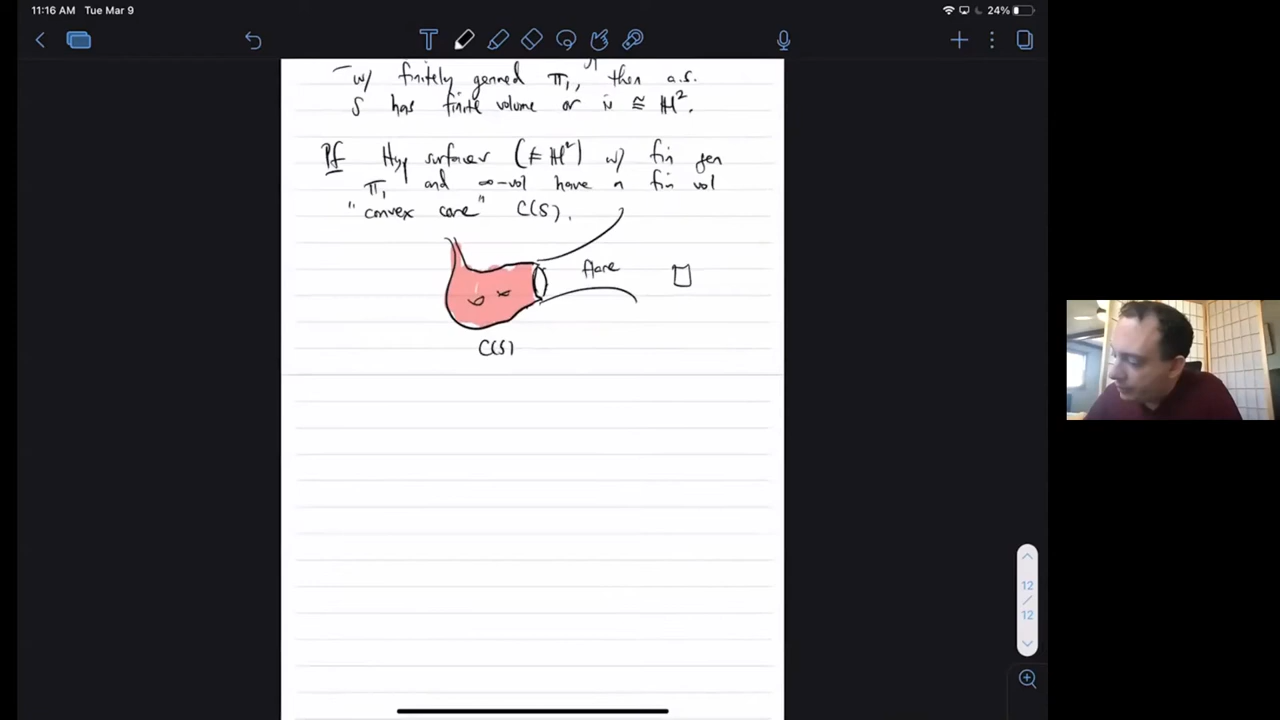 11:16 AM Tue Mar 9
24%
w/ finitely genned π₁, then a.s.
S has finite volume or is ≅ ℍ².
Pf Hyp surfaces (≠ ℍ²) w/ fin gen
π₁ and ∞-vol have a fin vol
"convex core" C(S).
flare
C(S)
12
/
12